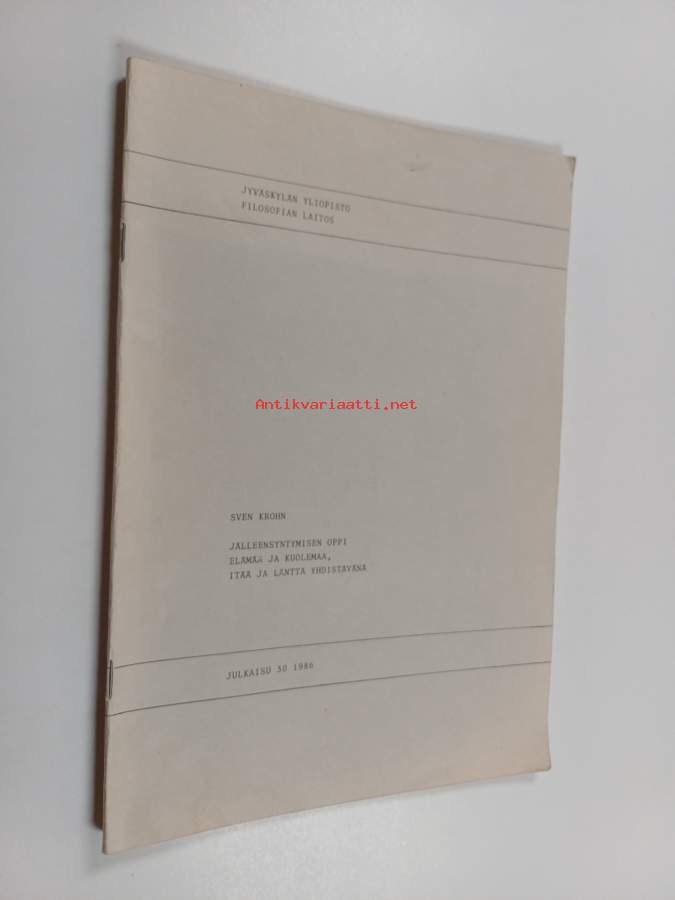 JYVÄSKYLÄN YLIOPISTO
FILOSOFIAN LAITOS
Antikvariaatti.net
SVEN KROHN
JÄLLEENSYNTYMISEN OPPI
ELÄMÄÄ JA KUOLEMAA,
ITÄÄ JA LÄNTTÄ YHDISTÄVÄNÄ
JULKAISU 30 1986